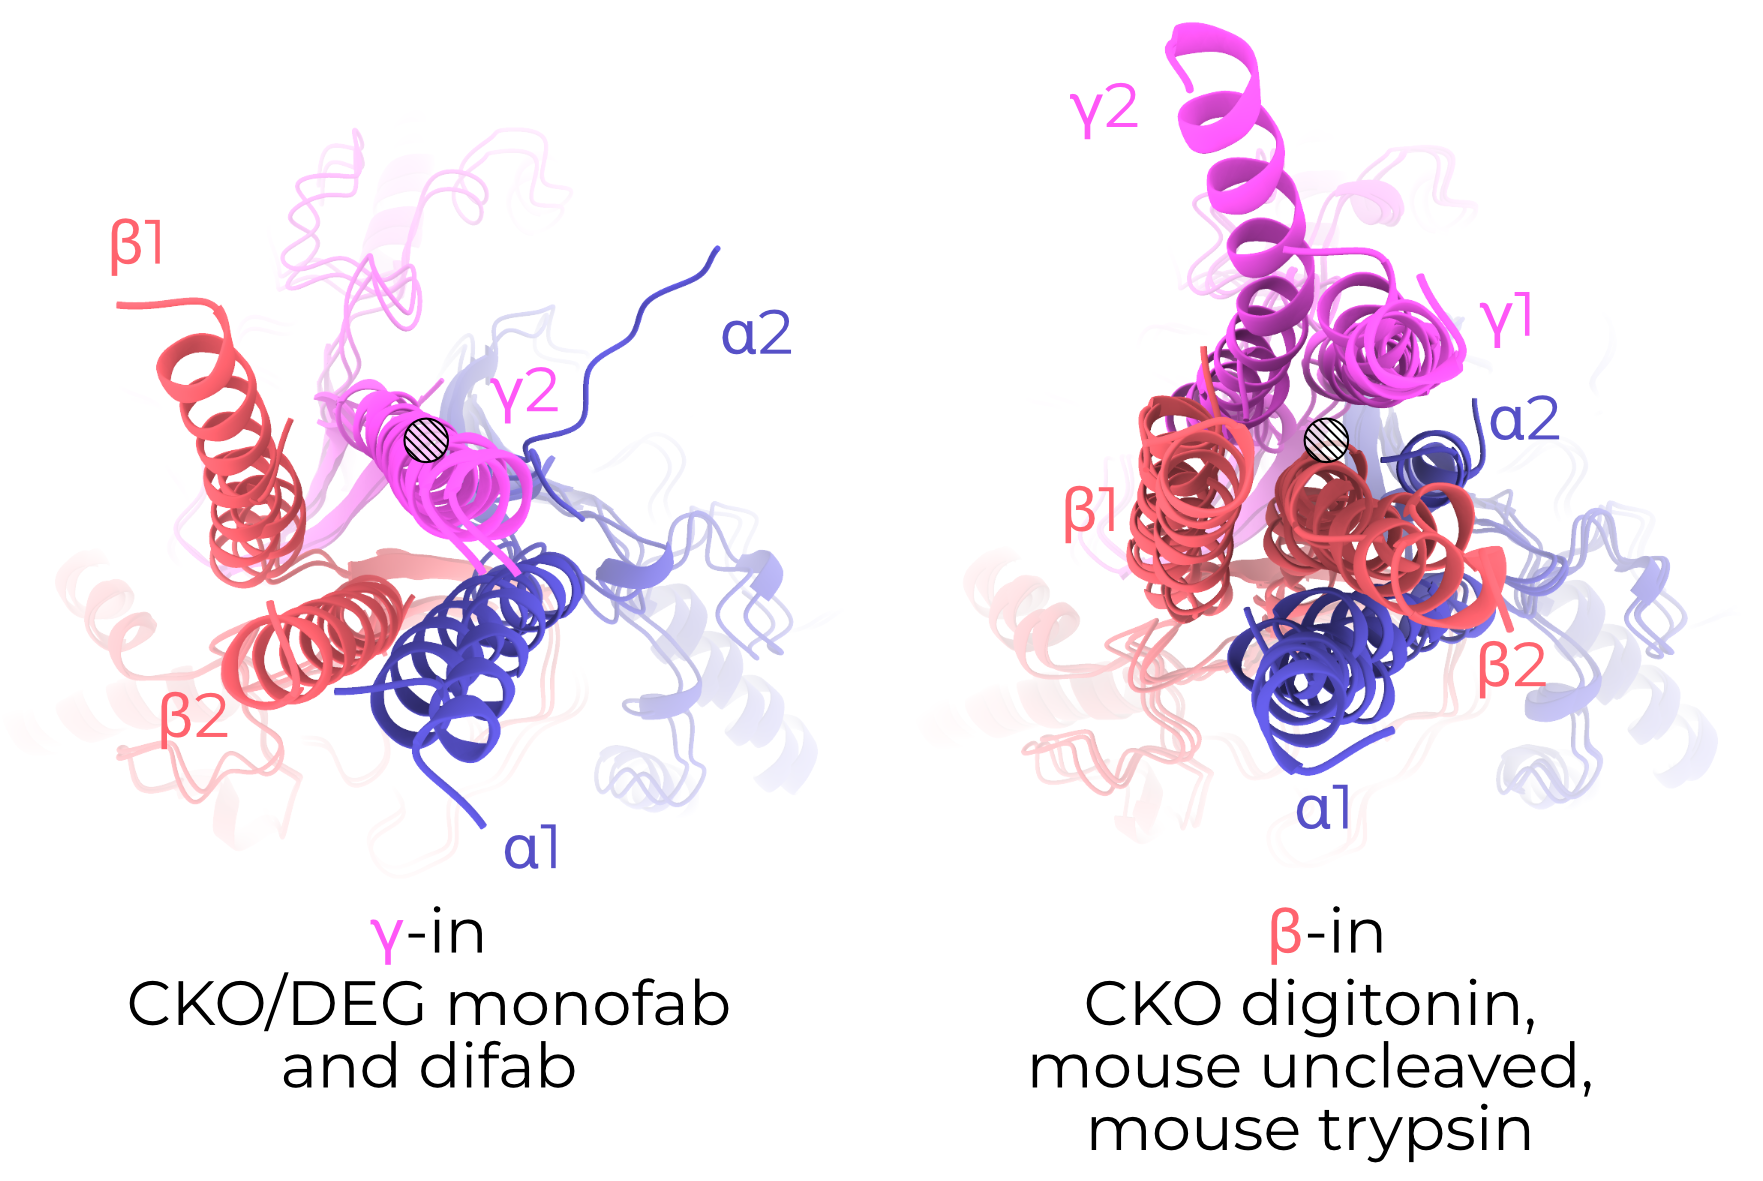 β1
α2
γ2
β2
α1
γ-in
CKO/DEG monofab
and difab
γ2
γ1
α2
β1
β2
α1
β-in
CKO digitonin,
mouse uncleaved,
mouse trypsin